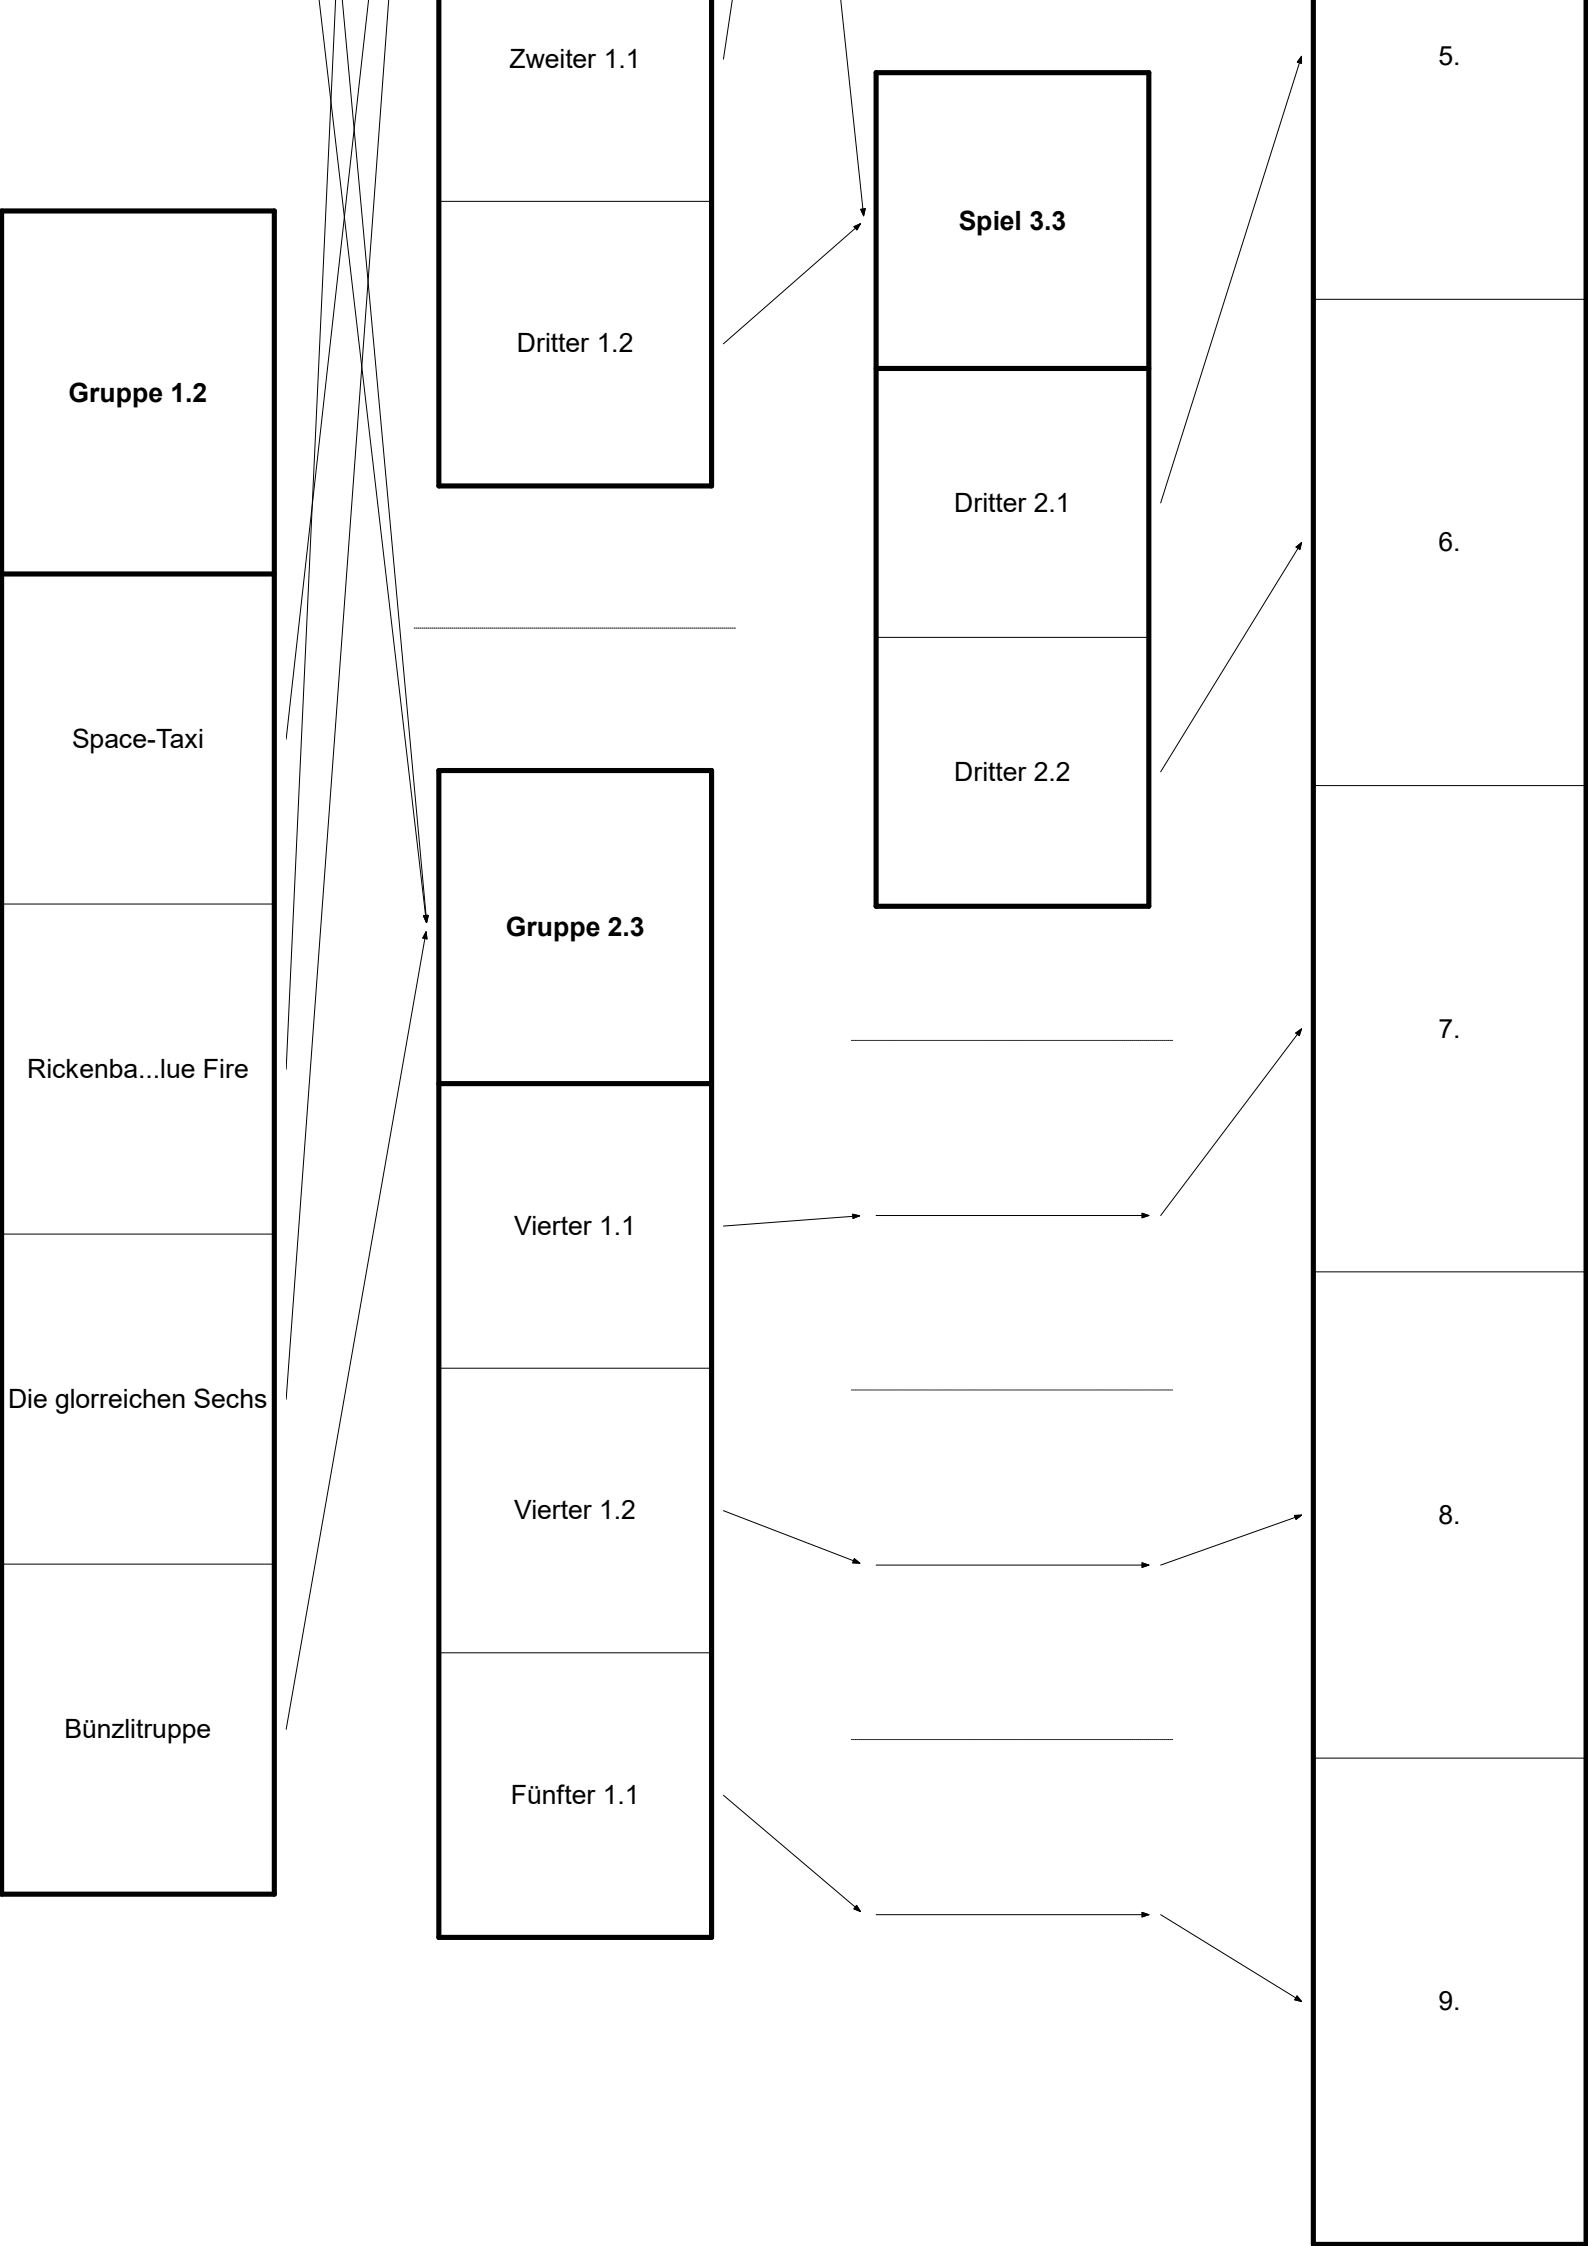 Gruppe 1.2
Space-Taxi
Rickenba...lue Fire
Die glorreichen Sechs
Bünzlitruppe
Zweiter 1.1
Dritter 1.2
Gruppe 2.3
Vierter 1.1
Vierter 1.2
Fünfter 1.1
Spiel 3.3
Dritter 2.1
Dritter 2.2
5.
6.
7.
8.
9.